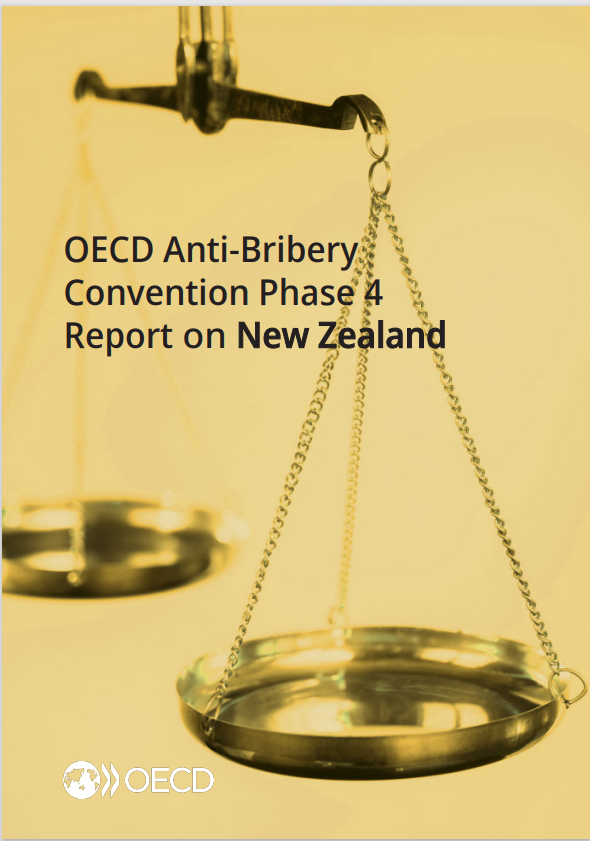 OECD Anti-Bribery
Convention Phase 4
Report on New Zealand
OECD